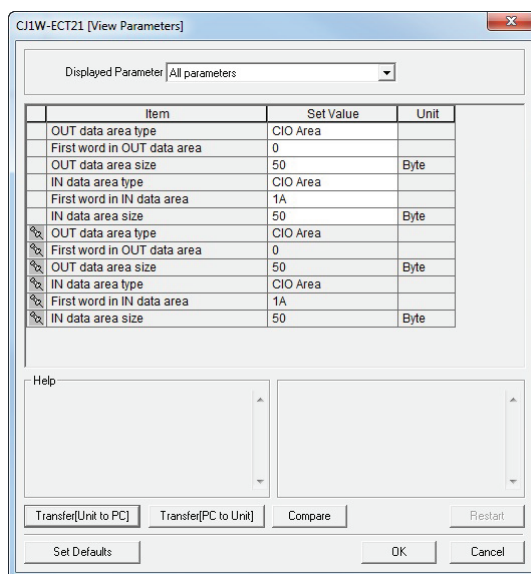 CJ1W-ECT21 [View Parameters]
Displayed Parameter All parameters
Item Set Value Unit
OUT data area type CIO Area
First word in OUT data area 0
OUT data area size 50 Byte
IN data area type CIO Area
First word in IN data area 1A
IN data area size 50 Byte
OUT data area type CIO Area
First word in OUT data area 0
OUT data area size 50 Byte
IN data area type CIO Area
First word in IN data area 1A
IN data area size 50 Byte
Help
Transfer[Unit to PC] Transfer[PC to Unit] Compare Restart
Set Defaults OK Cancel